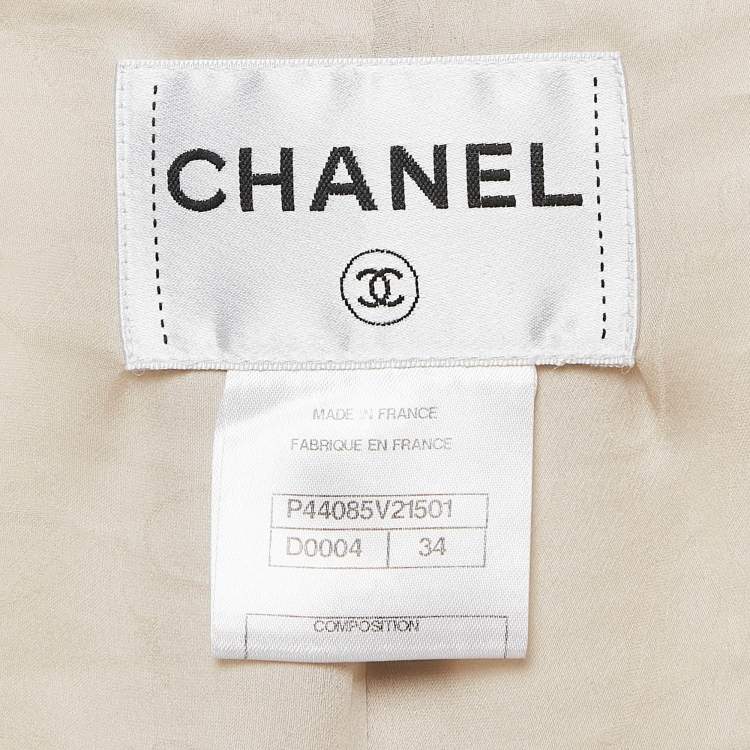 CHANEL
MADE IN FRANCE
FABRIQUE EN FRANCE
P44085V21501
D0004 34
COMPOSITION